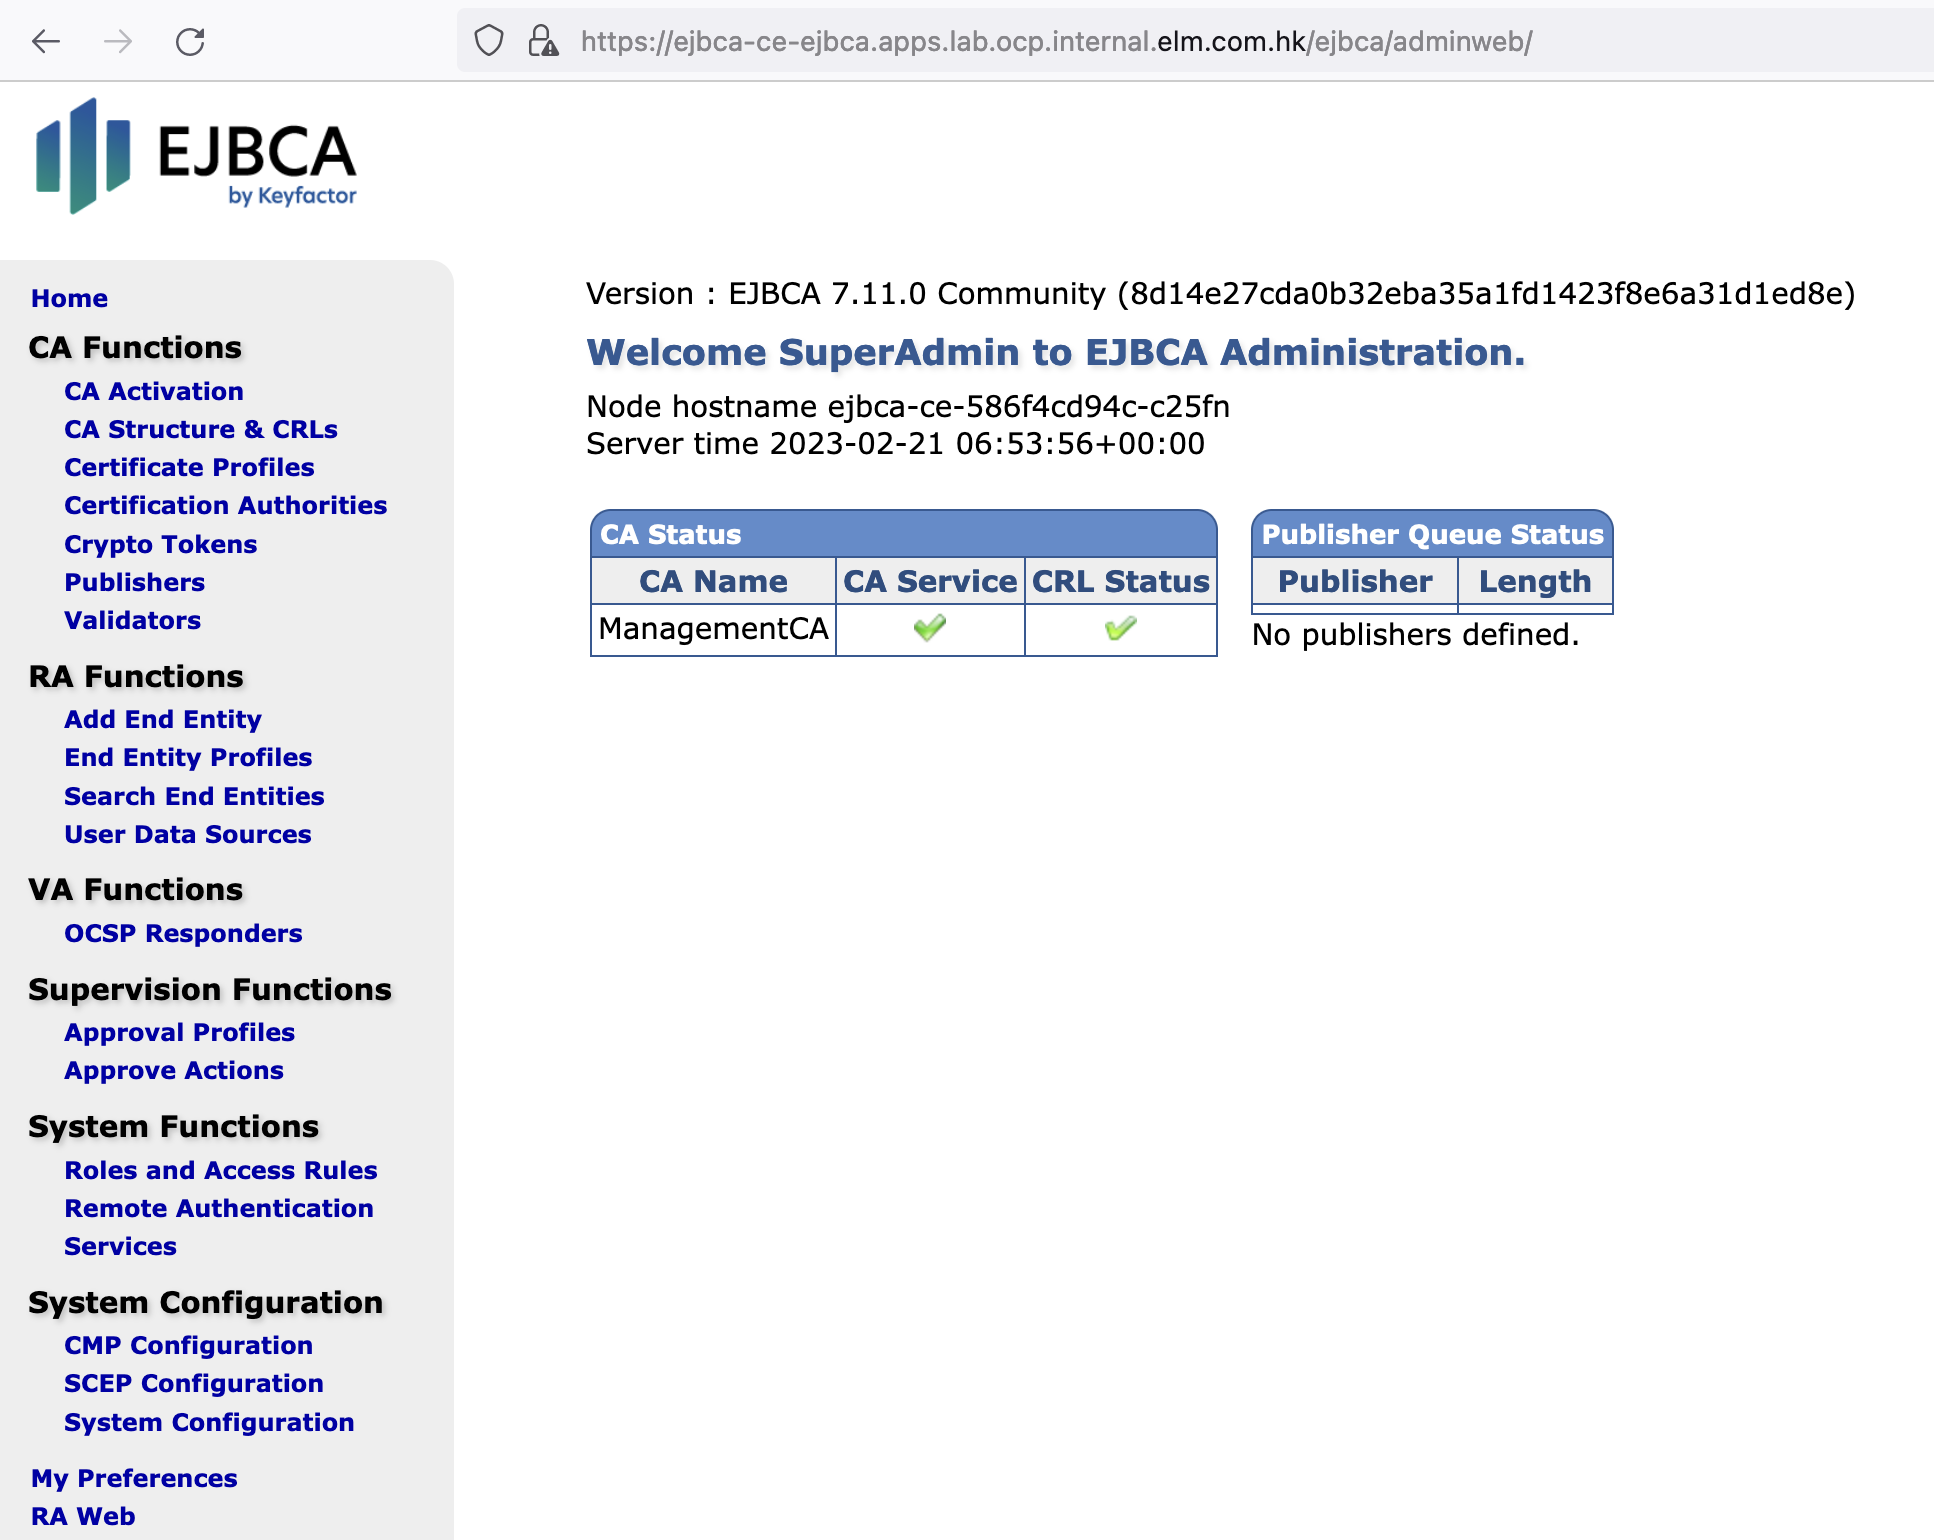 https://ejbca-ce-ejbca.apps.lab.ocp.internal.elm.com.hk/ejbca/adminweb/
EJBCA
by Keyfactor
Home
CA Functions
CA Activation
CA Structure & CRLs
Certificate Profiles
Certification Authorities
Crypto Tokens
Publishers
Validators
RA Functions
Add End Entity
End Entity Profiles
Search End Entities
User Data Sources
VA Functions
OCSP Responders
Supervision Functions
Approval Profiles
Approve Actions
System Functions
Roles and Access Rules
Remote Authentication
Services
System Configuration
CMP Configuration
SCEP Configuration
System Configuration
My Preferences
RA Web
Version : EJBCA 7.11.0 Community (8d14e27cda0b32eba35a1fd1423f8e6a31d1ed8e)
Welcome SuperAdmin to EJBCA Administration.
Node hostname ejbca-ce-586f4cd94c-c25fn
Server time 2023-02-21 06:53:56+00:00
CA Status
CA Name CA Service CRL Status
ManagementCA
Publisher Queue Status
Publisher Length
No publishers defined.